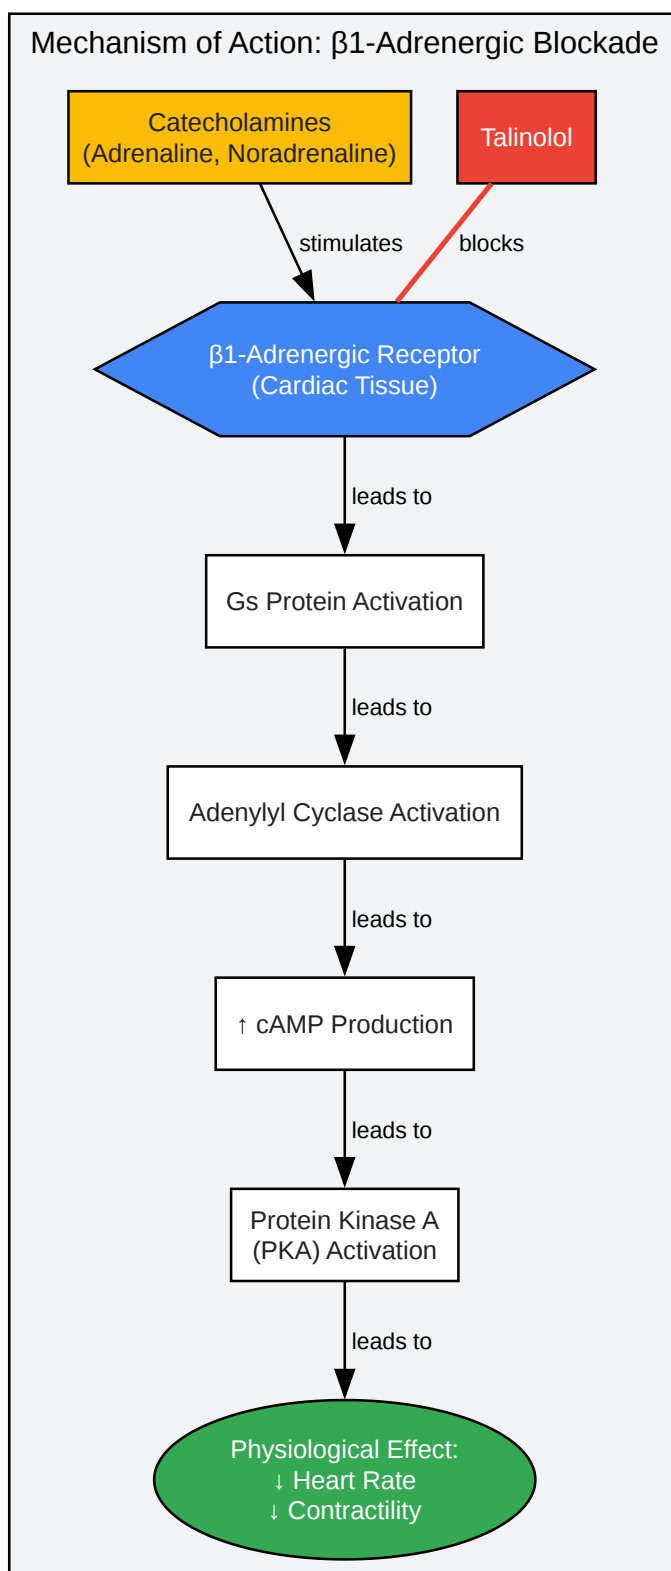 Mechanism of Action: β1-Adrenergic Blockade
Catecholamines
(Adrenaline, Noradrenaline)
Talinolol
stimulates
blocks
β1-Adrenergic Receptor
(Cardiac Tissue)
leads to
Gs Protein Activation
leads to
Adenylyl Cyclase Activation
leads to
↑ cAMP Production
leads to
Protein Kinase A
(PKA) Activation
leads to
Physiological Effect:
↓ Heart Rate
↓ Contractility